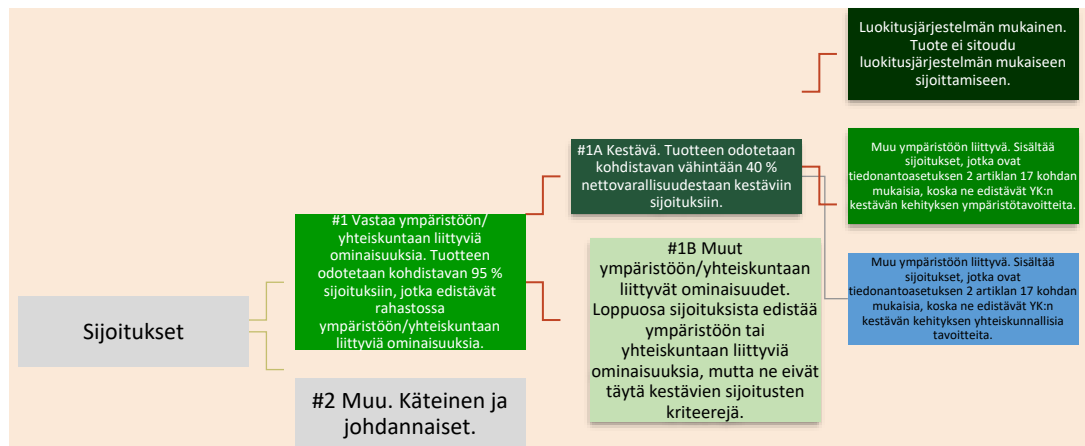 Sijoitukset
#1 Vastaa ympäristöön/
yhteiskuntaan liittyviä
ominaisuuksia. Tuotteen
odotetaan kohdistavan 95 %
sijoituksiin, jotka edistävät
rahastossa
ympäristöön/yhteiskuntaan
liittyviä ominaisuuksia.
#2 Muu. Käteinen ja
johdannaiset.
#1A Kestävä. Tuotteen odotetaan
kohdistavan vähintään 40 %
nettovarallisuudestaan kestäviin
sijoituksiin.
#1B Muut
ympäristöön/yhteiskuntaan
liittyvät ominaisuudet.
Loppuosa sijoituksista edistää
ympäristöön tai
yhteiskuntaan liittyviä
ominaisuuksia, mutta ne eivät
täytä kestävien sijoitusten
kriteerejä.
Luokitusjärjestelmän mukainen.
Tuote ei sitoudu
luokitusjärjestelmän mukaiseen
sijoittamiseen.
Muu ympäristöön liittyvä. Sisältää
sijoitukset, jotka ovat
tiedonantoasetuksen 2 artiklan 17 kohdan
mukaisia, koska ne edistävät YK:n
kestävän kehityksen ympäristötavoitteita.
Muu ympäristöön liittyvä. Sisältää
sijoitukset, jotka ovat
tiedonantoasetuksen 2 artiklan 17 kohdan
mukaisia, koska ne edistävät YK:n
kestävän kehityksen yhteiskunnallisia
tavoitteita.